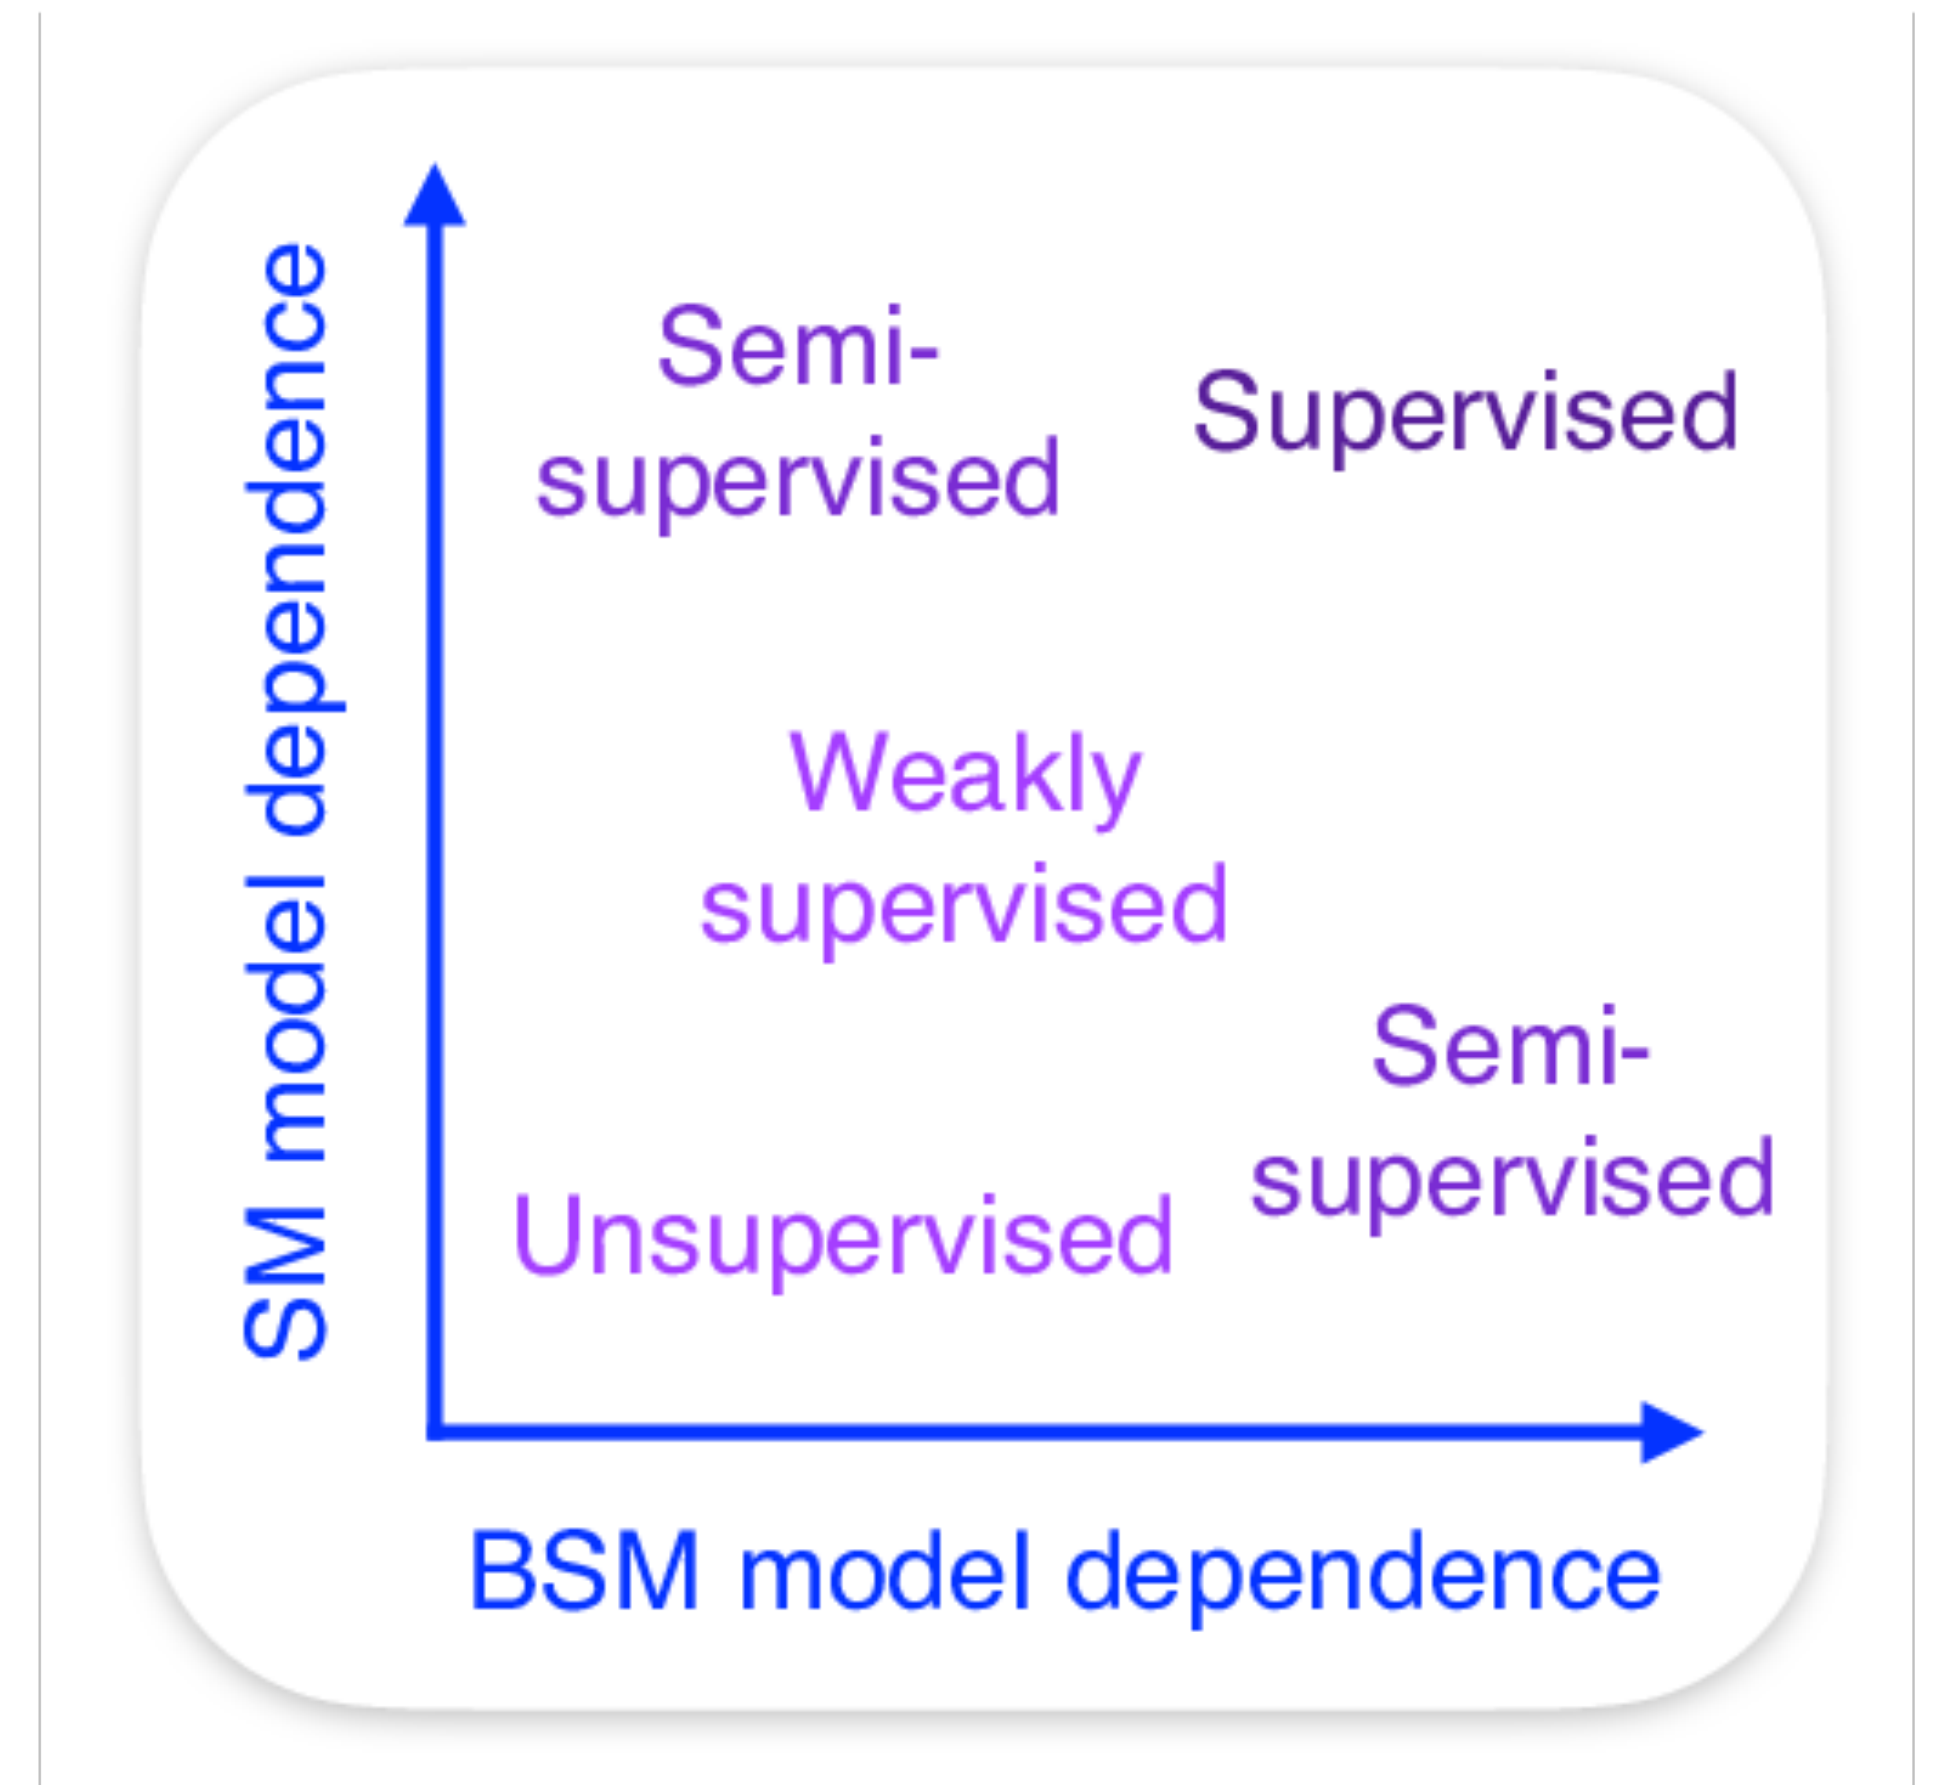 SM model dependence
Semi-
supervised
Supervised
Weakly
supervised
Semi-
supervised
Unsupervised
BSM model dependence